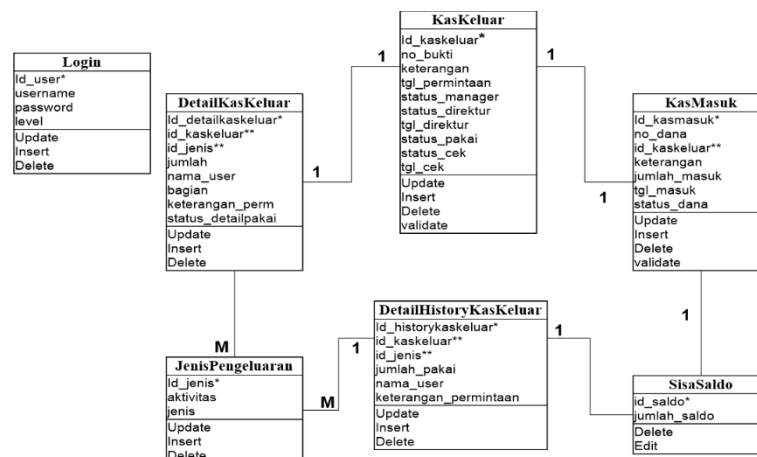 Login
Id_user*
username
password
level
Update
Insert
Delete
DetailKasKeluar
Id_detailkaskeluar*
id_kaskeluar**
id_jenis**
jumlah
nama_user
bagian
keterangan_perm
status_detailpakai
Update
Insert
Delete
KasKeluar
Id_kaskeluar*
no_bukti
keterangan
tgl_permintaan
status_manager
status_direktur
tgl_direktur
status_pakai
status_cek
tgl_cek
Update
Insert
Delete
validate
KasMasuk
Id_kasmasuk*
no_dana
id_kaskeluar**
keterangan
jumlah_masuk
tgl_masuk
status_dana
Update
Insert
Delete
validate
1
1
1
1
M
JenisPengeluaran
Id_jenis*
aktivitas
jenis
Update
Insert
Delete
M
1
DetailHistoryKasKeluar
Id_historykaskeluar*
id_kaskeluar**
id_jenis**
jumlah_pakai
nama_user
keterangan_permintaan
Update
Insert
Delete
1
1
SisaSaldo
id_saldo*
jumlah_saldo
Delete
Edit